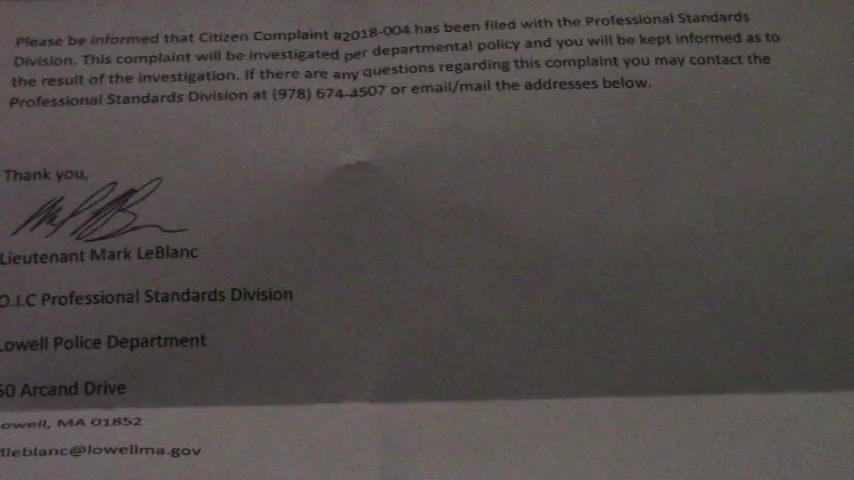 Please be informed that Citizen Complaint #2018-004 has been filed with the Professional Standards
Division. This complaint will be investigated per departmental policy and you will be kept informed as to
the result of the investigation. If there are any questions regarding this complaint you may contact the
Professional Standards Division at (978) 674-4507 or email/mail the addresses below.
Thank you,
Lieutenant Mark LeBlanc
O.I.C Professional Standards Division
Lowell Police Department
50 Arcand Drive
owell, MA 01852
lleblanc@lowellma.gov